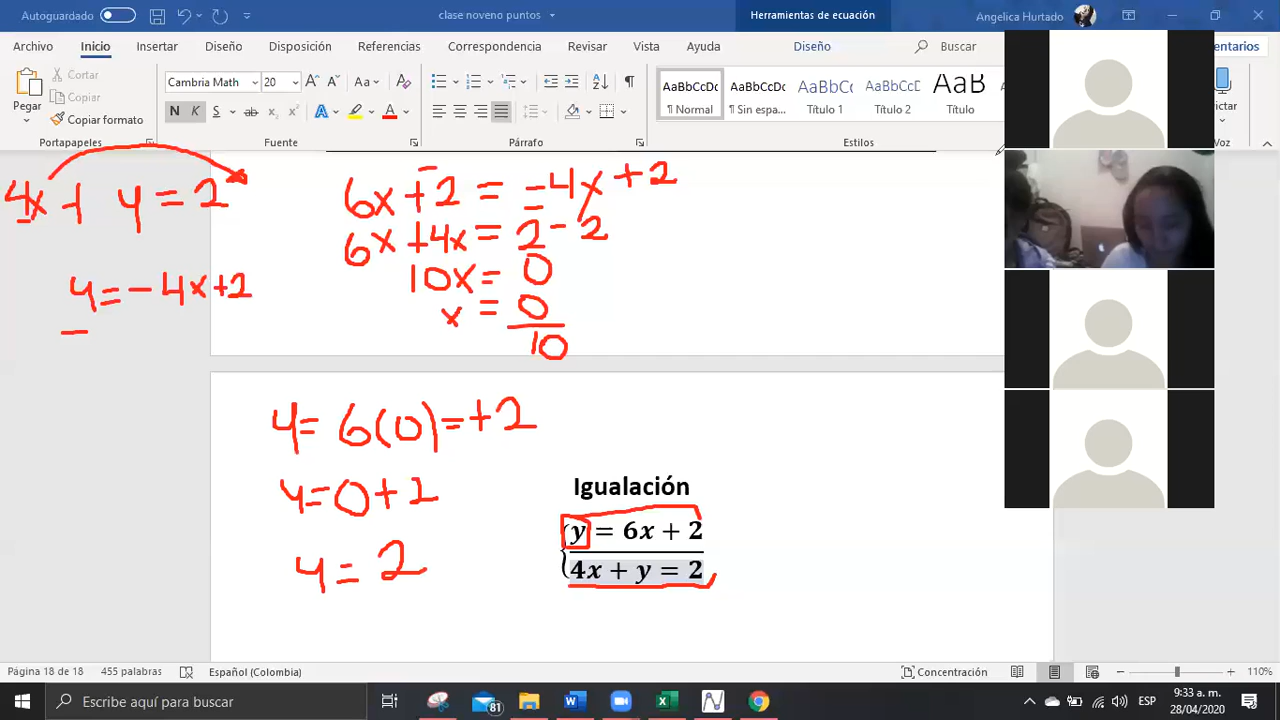 Autoguardado
clase noveno puntos
Herramientas de ecuación
Angelica Hurtado
Archivo Inicio Insertar Diseño Disposición Referencias Correspondencia Revisar Vista Ayuda Diseño Buscar
Pegar
Cortar
Copiar
Copiar formato
Portapapeles
Cambria Math 20
N K S
Fuente
Párrafo
AaBbCcDc
¶ Normal
AaBbCcDc
¶ Sin espa...
AaBbCc
Título 1
AaBbCcD
Título 2
AaB
Título
Estilos
Voz
4x + y = 2
y = - 4x+2
6x + 2 = - 4x + 2
6x + 4x = 2 - 2
10x = 0
x = 0
10
y = 6(0) = + 2
y = 0 + 2
y = 2
Igualación
y = 6x + 2
4x + y = 2
Página 18 de 18 455 palabras Español (Colombia) Concentración 110%
Escribe aquí para buscar
81
ESP
9:33 a. m.
28/04/2020